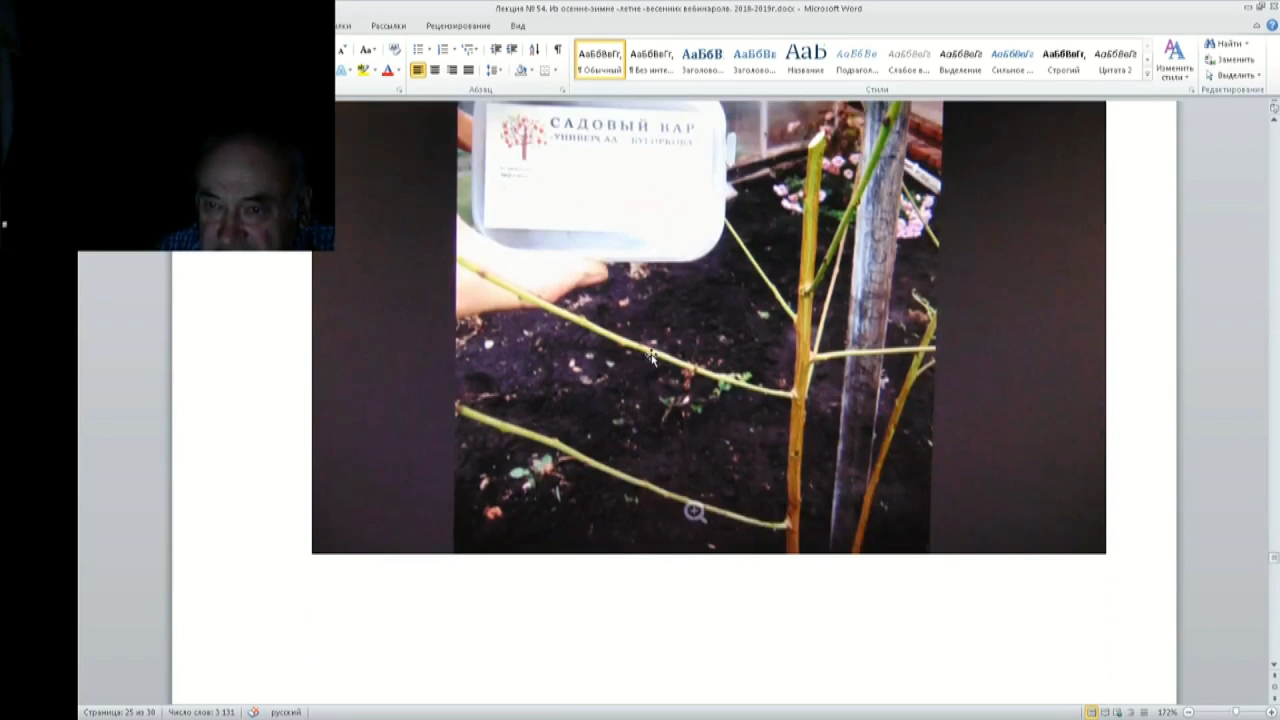 Лекция № 54. Из осенне-зимне -летне -весенних вебинаров. 2018-2019г.docx - Microsoft Word
лки Рассылки Рецензирование Вид
АаБбВвГг, АаБбВвГг, АаБбВ АаБбВв АаБ АаБбВв АаБбВвГг АаБбВвГг АаБбВвГг АаБбВвГг, АаБбВвГг
¶ Обычный ¶ Без инте... Заголово... Заголово... Название Подзагол... Слабое в... Выделение Сильное ... Строгий Цитата 2
Изменить стили
Найти
Заменить
Выделить
Абзац Стили Редактирование
САДОВЫЙ ВАР
Страница: 25 из 30 Число слов: 3 131 русский 172%